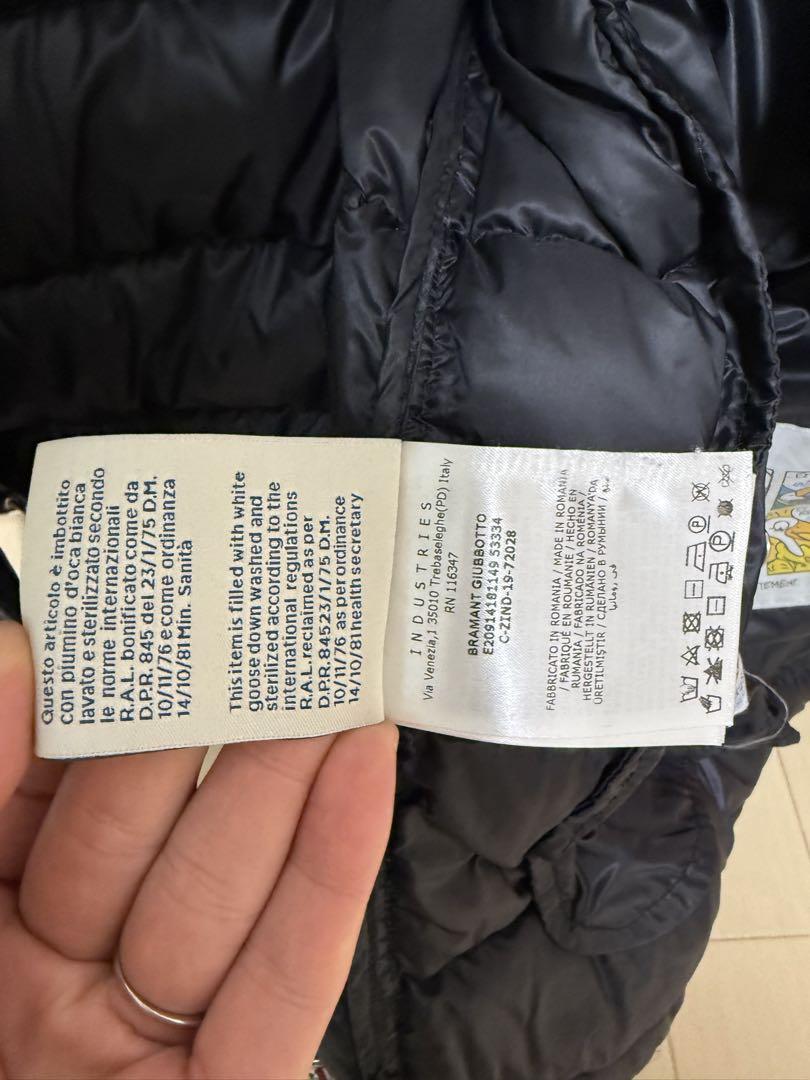 Questo articolo è imbottito
con piumino d'oca bianca
lavato e sterilizzato secondo
le norme internazionali
R.A.L. bonificato come da
D.P.R. 845 del 23/1/75 D.M.
10/11/76 e come ordinanza
14/10/81 Min. Sanità
This item is filled with white
goose down washed and
sterilized according to the
international regulations
R.A.L. reclaimed as per
D.P.R. 845 23/1/75 D.M.
10/11/76 as per ordinance
14/10/81 health secretary
INDUSTRIES
Via Venezia,1 35010 Trebaseleghe(PD) Italy
RN 116347
BRAMANT GIUBBOTTO
E20914181149 53334
C-ZIND-19-72028
FABBRICATO IN ROMANIA / MADE IN ROMANIA
/ FABRIQUÉ EN ROUMANIE / HECHO EN
RUMANIA / FABRICADO NA ROMÉNIA /
HERGESTELLT IN RUMÄNIEN / ROMANYA'DA
ÜRETILMIŞTIR / СДЕЛАНО В РУМЫНИИ /